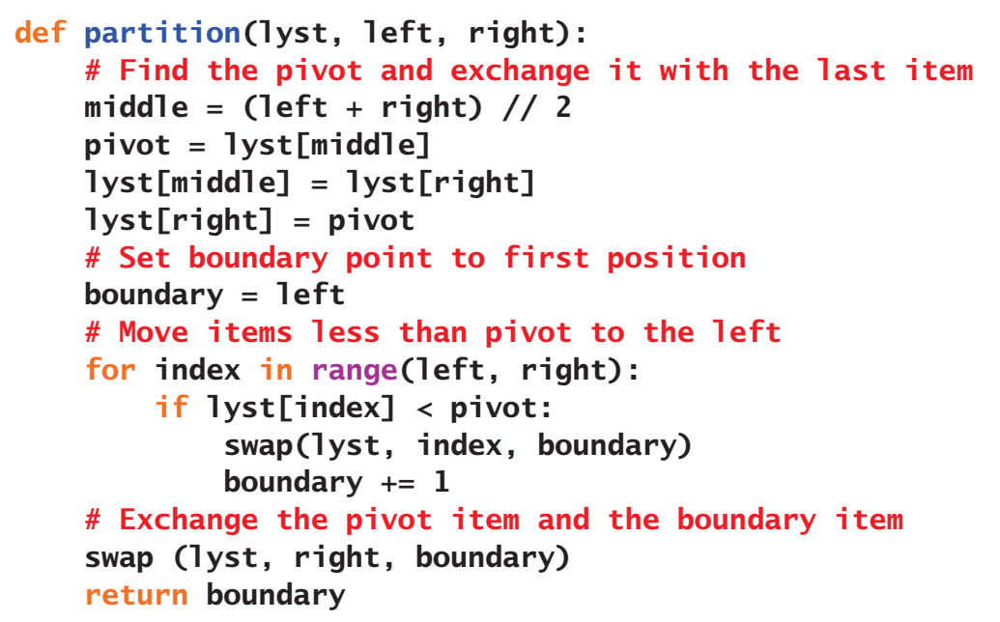 def partition(lyst, left, right):
    # Find the pivot and exchange it with the last item
    middle = (left + right) // 2
    pivot = lyst[middle]
    lyst[middle] = lyst[right]
    lyst[right] = pivot
    # Set boundary point to first position
    boundary = left
    # Move items less than pivot to the left
    for index in range(left, right):
        if lyst[index] < pivot:
            swap(lyst, index, boundary)
            boundary += 1
    # Exchange the pivot item and the boundary item
    swap (lyst, right, boundary)
    return boundary